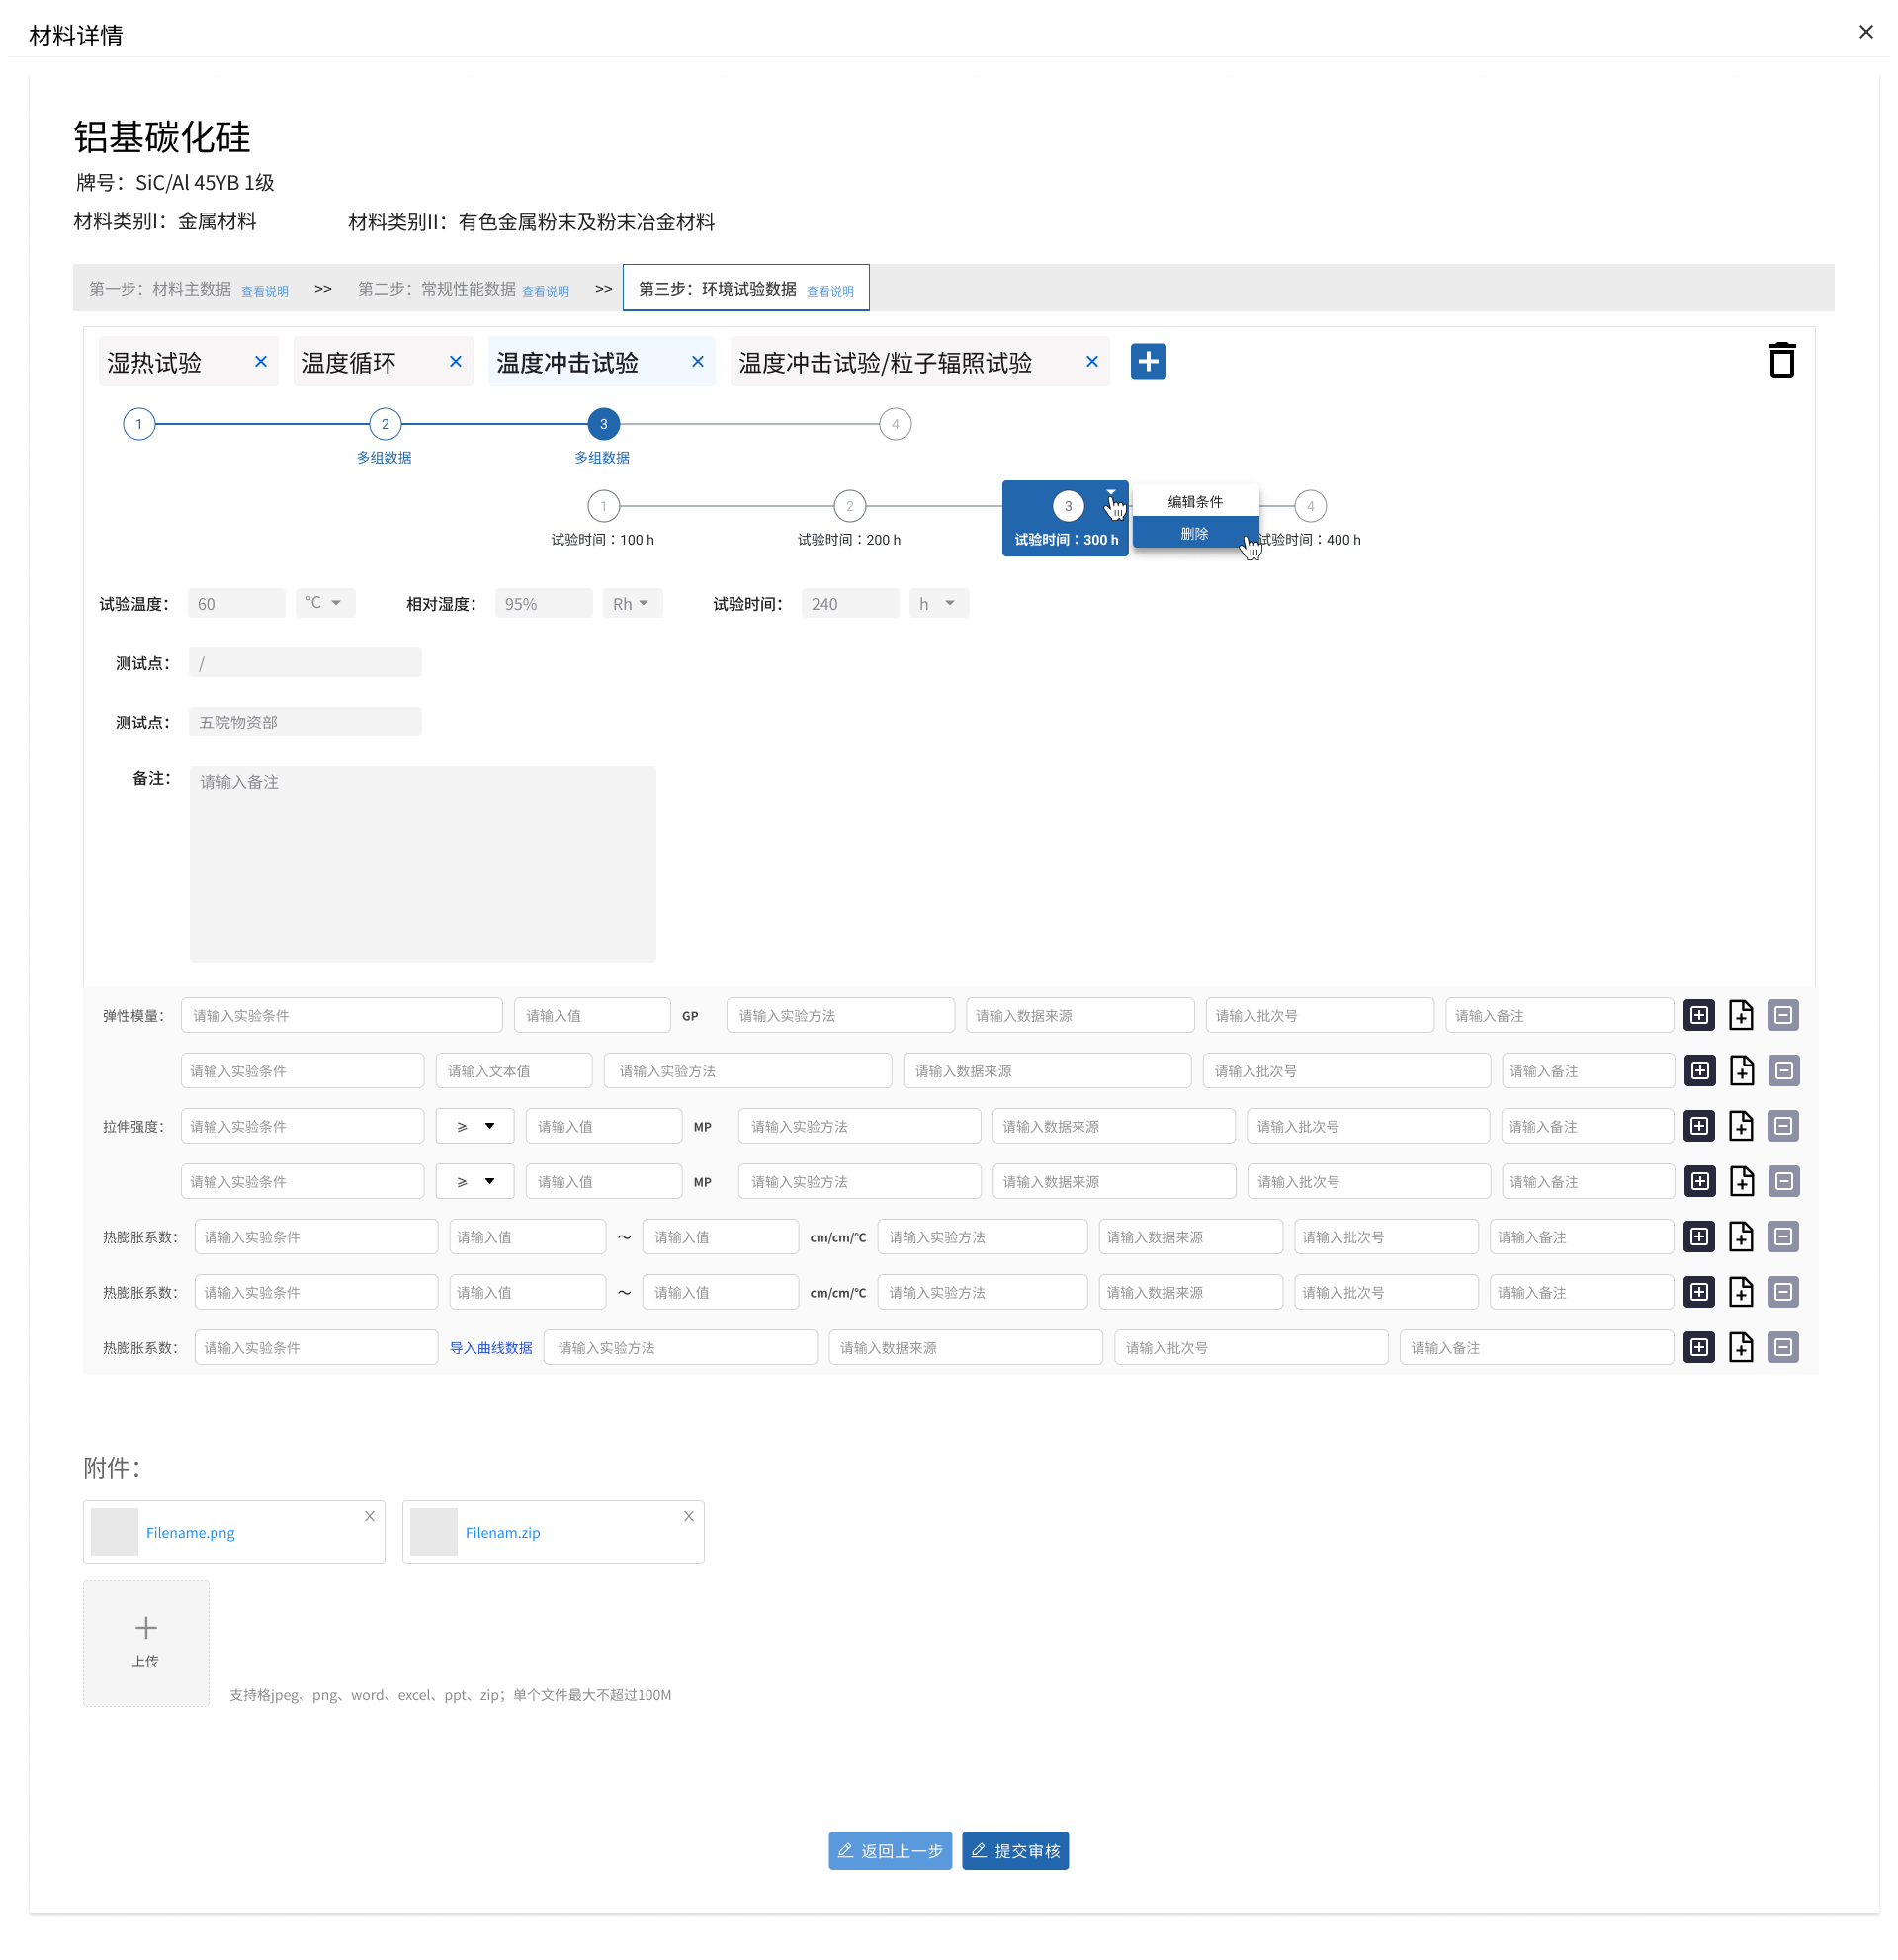 材料详情
铝基碳化硅
牌号：SiC/Al 45YB 1级
材料类别I：金属材料 材料类别II：有色金属粉末及粉末冶金材料
第一步：材料主数据 查看说明 >> 第二步：常规性能数据 查看说明 >> 第三步：环境试验数据 查看说明
湿热试验 × 温度循环 × 温度冲击试验 × 温度冲击试验/粒子辐照试验 ×
1 2 3 4
多组数据 多组数据
1 2 3 4
试验时间：100 h 试验时间：200 h 试验时间：300 h 试验时间：400 h
编辑条件
删除
试验温度： 60 ℃ 相对湿度： 95% Rh 试验时间： 240 h
测试点： /
测试点： 五院物资部
备注： 请输入备注
弹性模量： 请输入实验条件 请输入值 GP 请输入实验方法 请输入数据来源 请输入批次号 请输入备注
请输入实验条件 请输入文本值 请输入实验方法 请输入数据来源 请输入批次号 请输入备注
拉伸强度： 请输入实验条件 ≥ 请输入值 MP 请输入实验方法 请输入数据来源 请输入批次号 请输入备注
请输入实验条件 ≥ 请输入值 MP 请输入实验方法 请输入数据来源 请输入批次号 请输入备注
热膨胀系数： 请输入实验条件 请输入值 ～ 请输入值 cm/cm/℃ 请输入实验方法 请输入数据来源 请输入批次号 请输入备注
热膨胀系数： 请输入实验条件 请输入值 ～ 请输入值 cm/cm/℃ 请输入实验方法 请输入数据来源 请输入批次号 请输入备注
热膨胀系数： 请输入实验条件 导入曲线数据 请输入实验方法 请输入数据来源 请输入批次号 请输入备注
附件：
Filename.png X Filenam.zip X
上传
支持格jpeg、png、word、excel、ppt、zip；单个文件最大不超过100M
返回上一步 提交审核